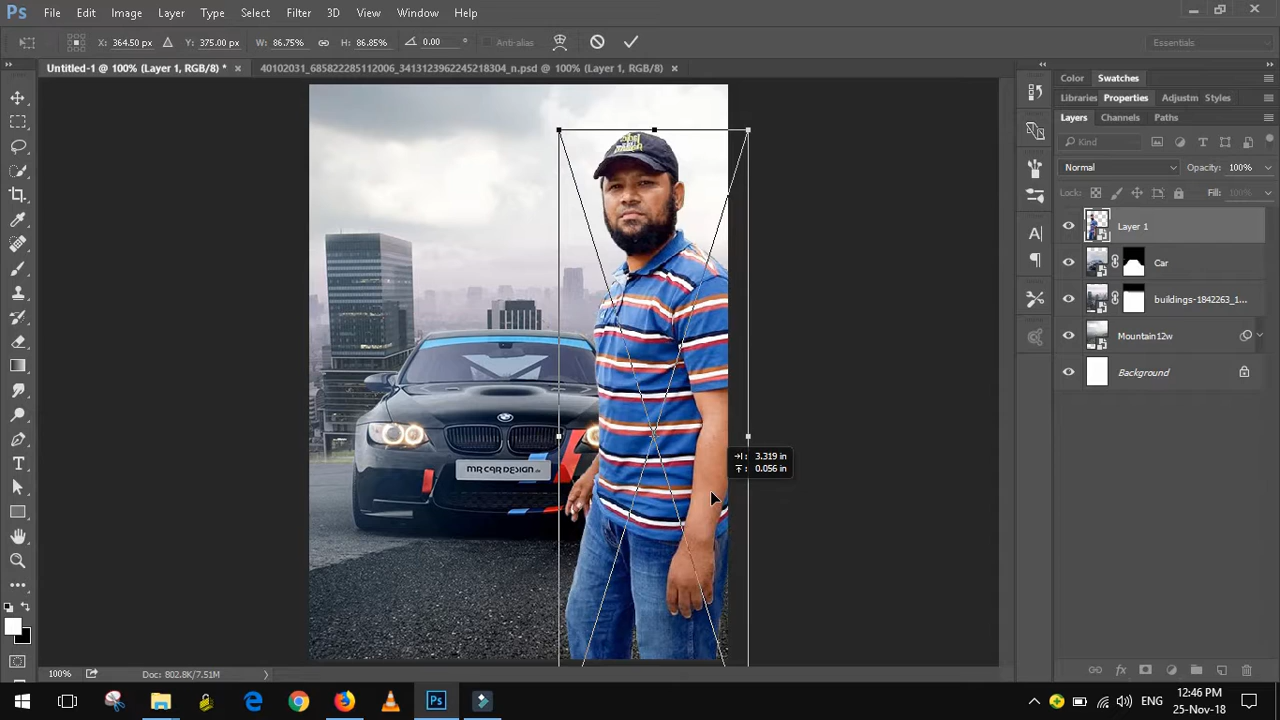 Ps File Edit Image Layer Type Select Filter 3D View Window Help
X: 364.50 px Y: 375.00 px W: 86.75% H: 86.85% 0.00 ° Anti-alias Essentials
Untitled-1 @ 100% (Layer 1, RGB/8) * × 40102031_685822285112006_3413123962245218304_n.psd @ 100% (Layer 1, RGB/8) ×
Color Swatches
Libraries Properties Adjustm Styles
Layers Channels Paths
Kind
Normal Opacity: 100%
Lock: Fill: 100%
Layer 1
Car
buildings-1842263_1...
Mountain12w
Background
MR CAR DESIGN
3.319 in
0.056 in
100% Doc: 802.8K/7.51M
Ps ENG 12:46 PM
25-Nov-18